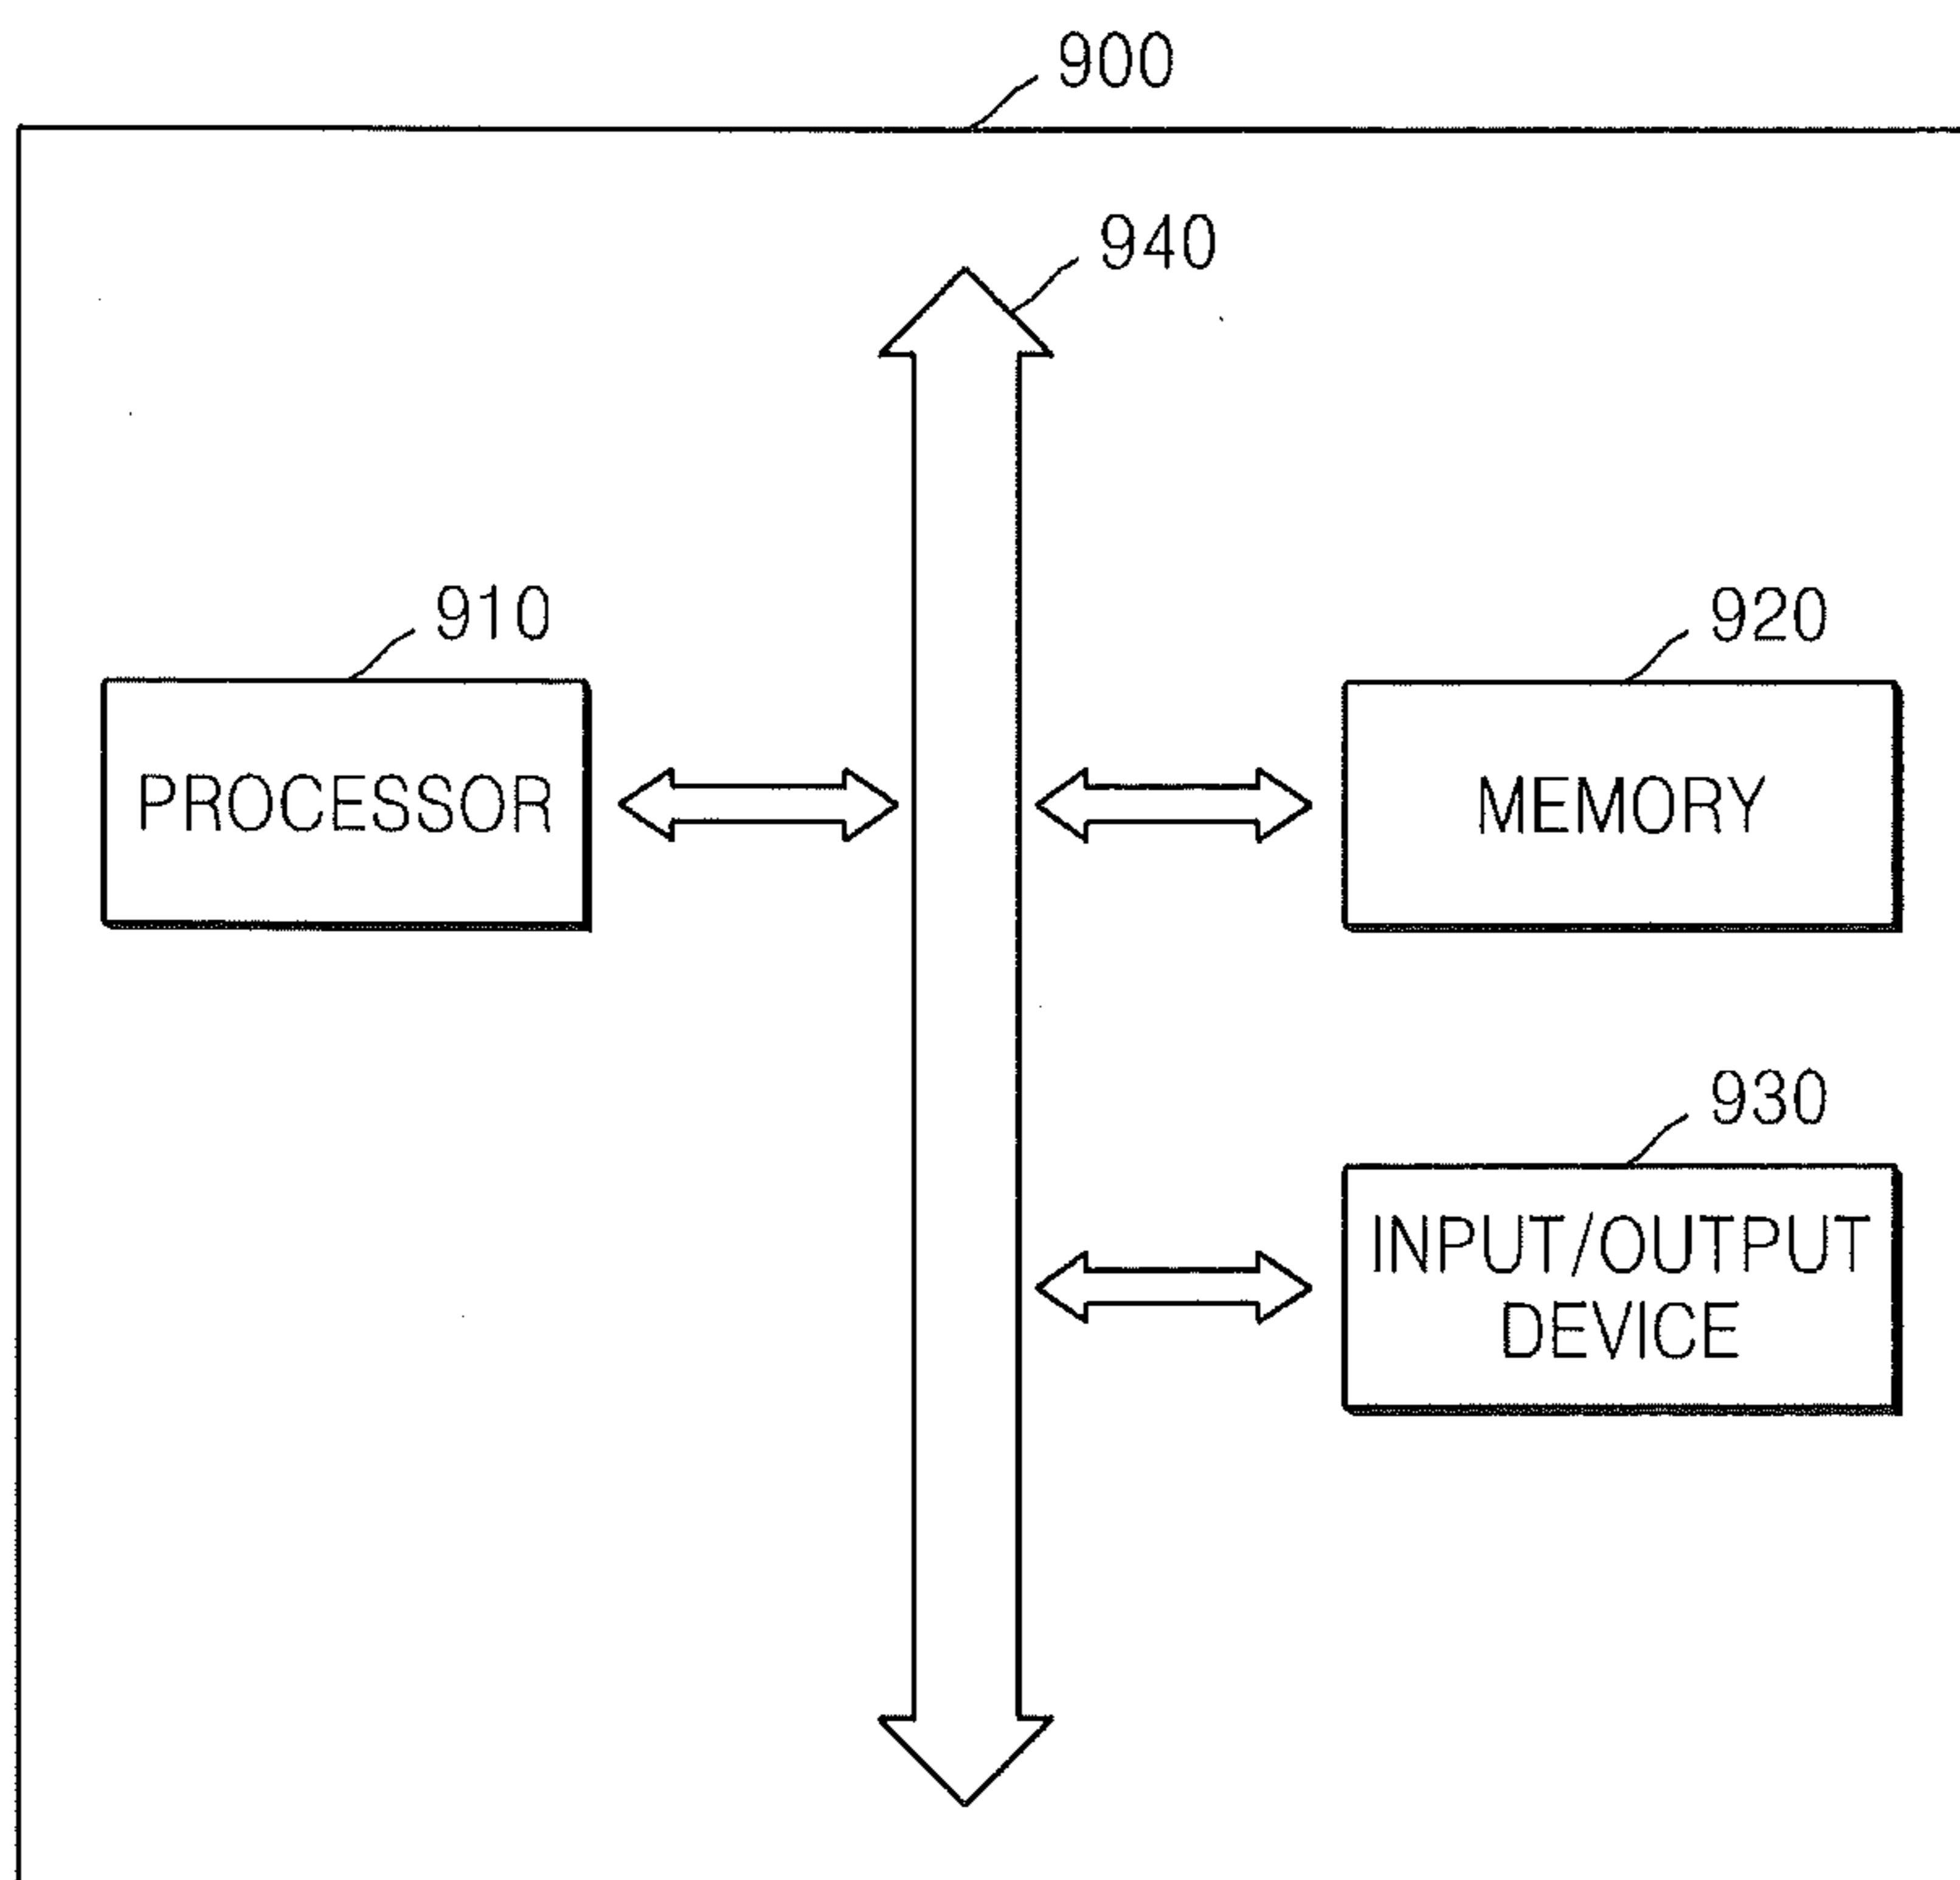 900
940
910
920
PROCESSOR
MEMORY
930
INPUT/OUTPUT
DEVICE